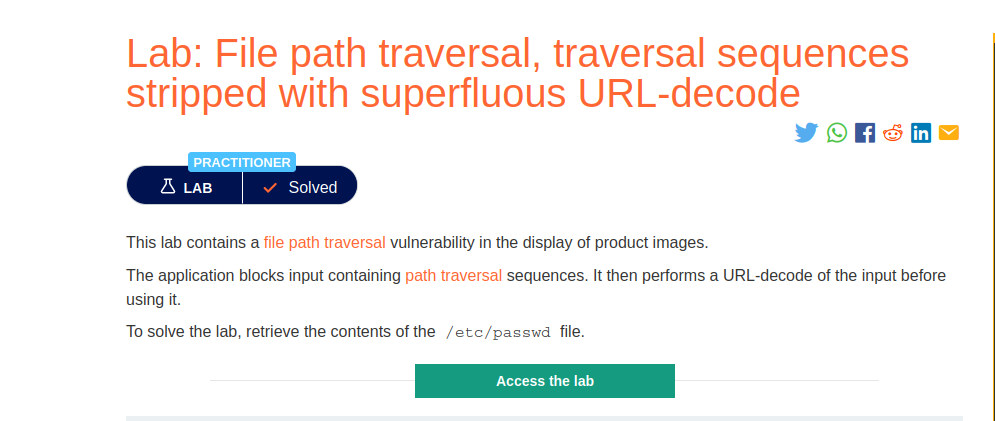 Lab: File path traversal, traversal sequences
stripped with superfluous URL-decode
PRACTITIONER
LAB
Solved
This lab contains a file path traversal vulnerability in the display of product images.
The application blocks input containing path traversal sequences. It then performs a URL-decode of the input before
using it.
To solve the lab, retrieve the contents of the /etc/passwd file.
Access the lab